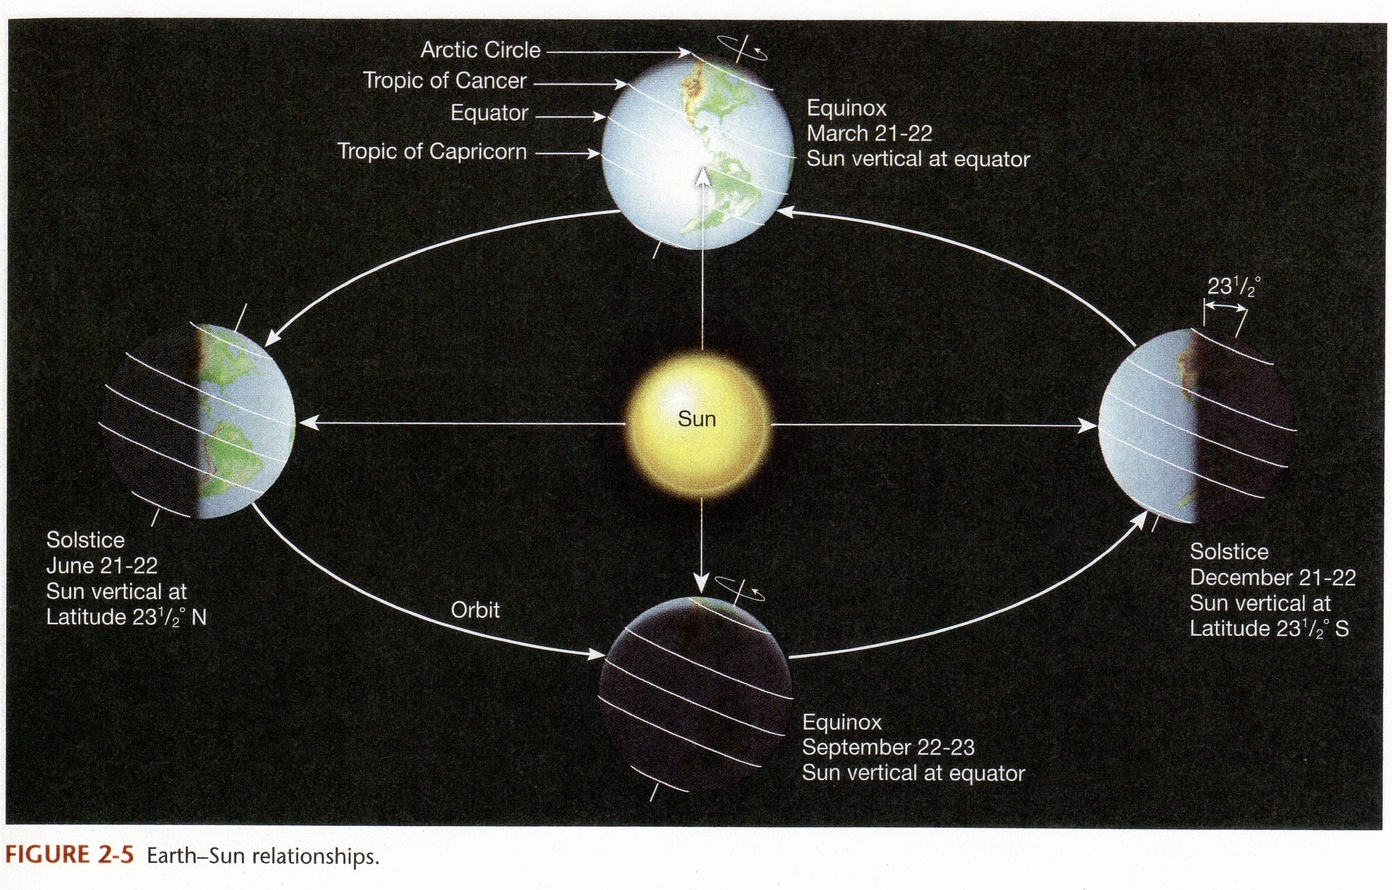 Arctic Circle
Tropic of Cancer
Equator
Tropic of Capricorn
Equinox
March 21-22
Sun vertical at equator
23 1/2°
Sun
Solstice
June 21-22
Sun vertical at
Latitude 23 1/2° N
Orbit
Solstice
December 21-22
Sun vertical at
Latitude 23 1/2° S
Equinox
September 22-23
Sun vertical at equator
FIGURE 2-5 Earth–Sun relationships.